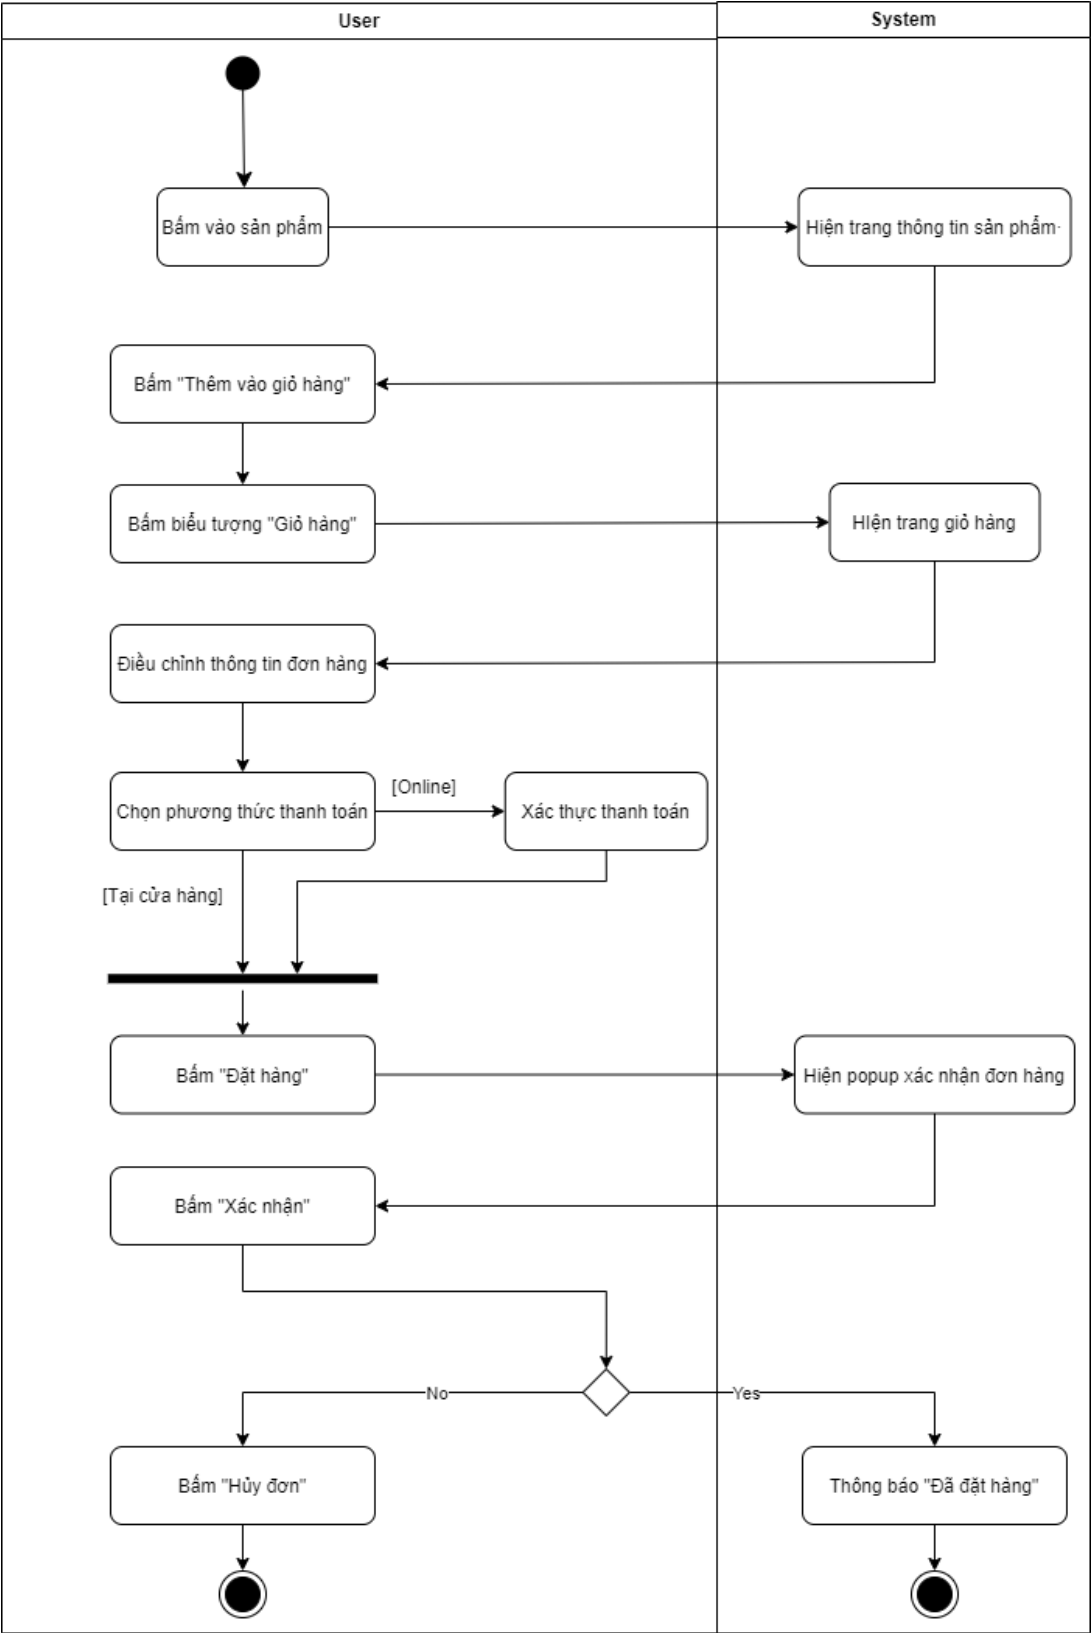 User
System
Bấm vào sản phẩm
Hiện trang thông tin sản phẩm
Bấm "Thêm vào giỏ hàng"
Bấm biểu tượng "Giỏ hàng"
HIện trang giỏ hàng
Điều chỉnh thông tin đơn hàng
Chọn phương thức thanh toán
[Online]
Xác thực thanh toán
[Tại cửa hàng]
Bấm "Đặt hàng"
Hiện popup xác nhận đơn hàng
Bấm "Xác nhận"
No
Yes
Bấm "Hủy đơn"
Thông báo "Đã đặt hàng"